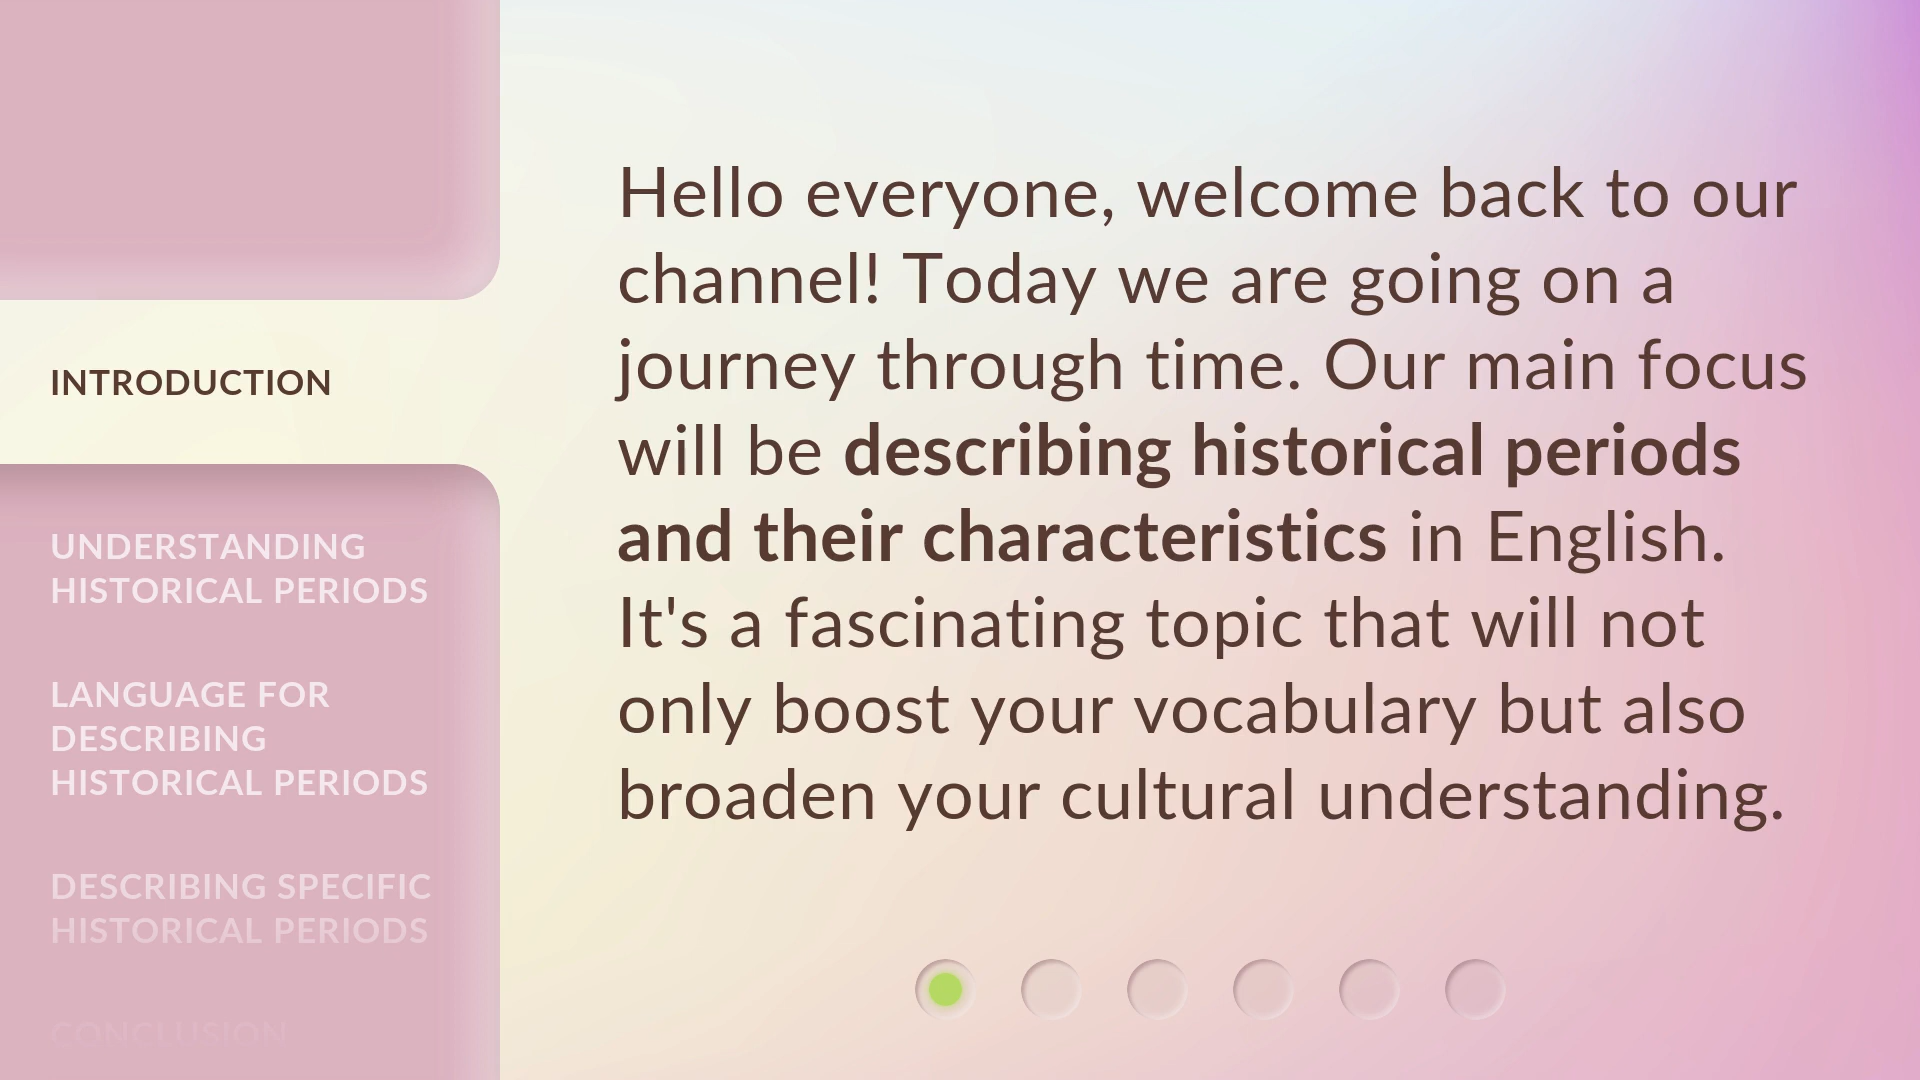 INTRODUCTION
UNDERSTANDING
HISTORICAL PERIODS
LANGUAGE FOR
DESCRIBING
HISTORICAL PERIODS
DESCRIBING SPECIFIC
HISTORICAL PERIODS
CONCLUSION
Hello everyone, welcome back to our
channel! Today we are going on a
journey through time. Our main focus
will be describing historical periods
and their characteristics in English.
It's a fascinating topic that will not
only boost your vocabulary but also
broaden your cultural understanding.